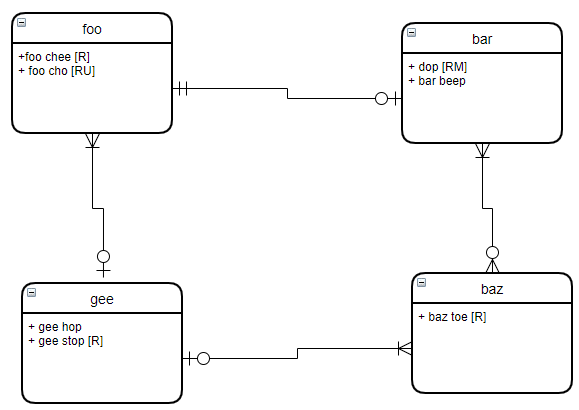 foo
+foo chee [R]
+ foo cho [RU]
bar
+ dop [RM]
+ bar beep
gee
+ gee hop
+ gee stop [R]
baz
+ baz toe [R]